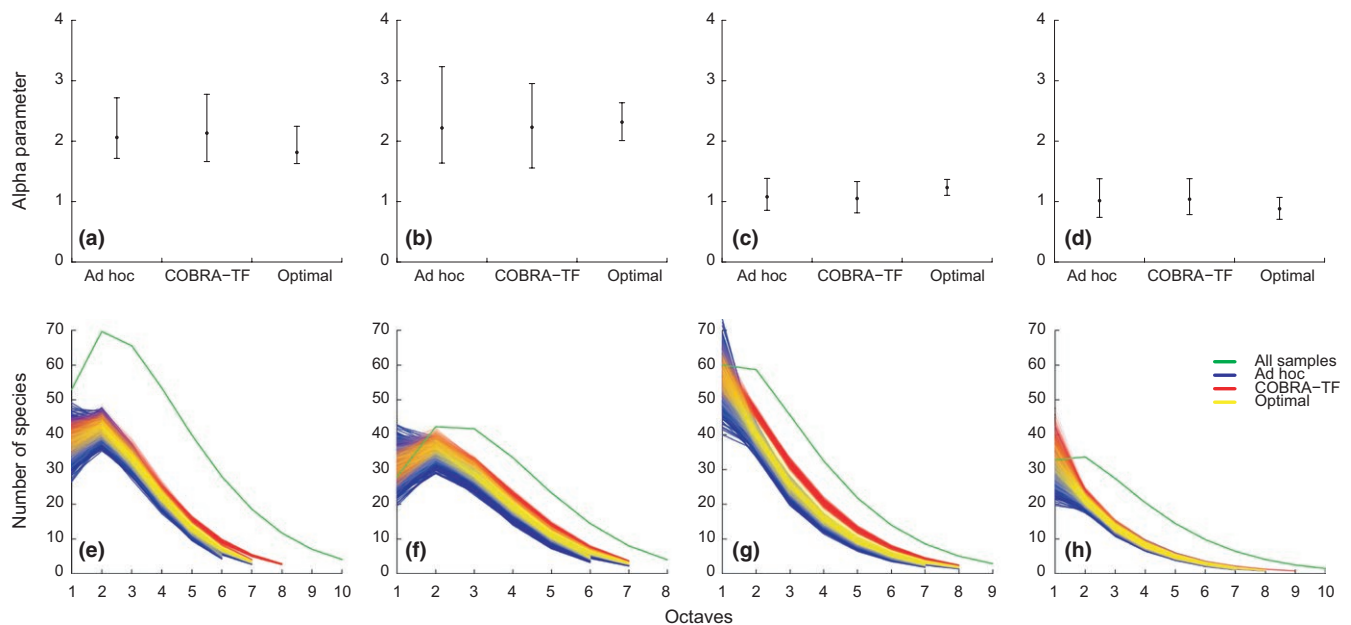 4 4 4 4
3 3 3 3
2 2 2 2
1 1 1 1
0 0 0 0
Alpha parameter
(a) (b) (c) (d)
Ad hoc COBRA−TF Optimal Ad hoc COBRA−TF Optimal Ad hoc COBRA−TF Optimal Ad hoc COBRA−TF Optimal
70 70 70 70
60 60 60 60
50 50 50 50
40 40 40 40
30 30 30 30
20 20 20 20
10 10 10 10
0 0 0 0
Number of species
All samples
Ad hoc
COBRA−TF
Optimal
(e) (f) (g) (h)
1 2 3 4 5 6 7 8 9 10 1 2 3 4 5 6 7 8 1 2 3 4 5 6 7 8 9 1 2 3 4 5 6 7 8 9 10
Octaves